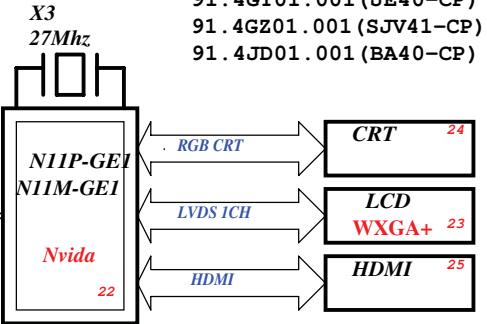 X3
27Mhz
91.4GZ01.001(SJV41-CP)
91.4JD01.001(BA40-CP)
N11P-GE1
N11M-GE1
Nvida
22
RGB CRT
CRT 24
LVDS 1CH
LCD
WXGA+ 23
HDMI
HDMI 25